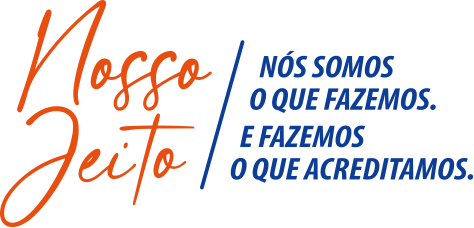 Nosso
Jeito
NÓS SOMOS
O QUE FAZEMOS.
E FAZEMOS
O QUE ACREDITAMOS.